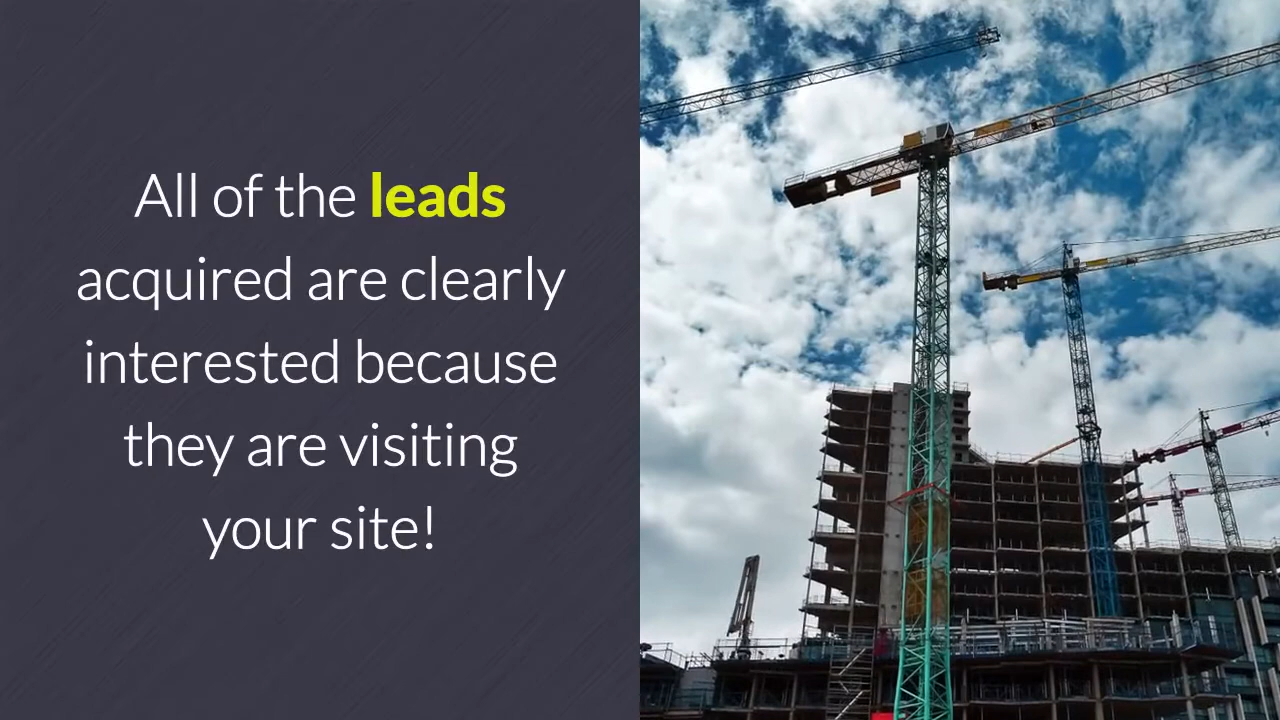 All of the leads
acquired are clearly
interested because
they are visiting
your site!